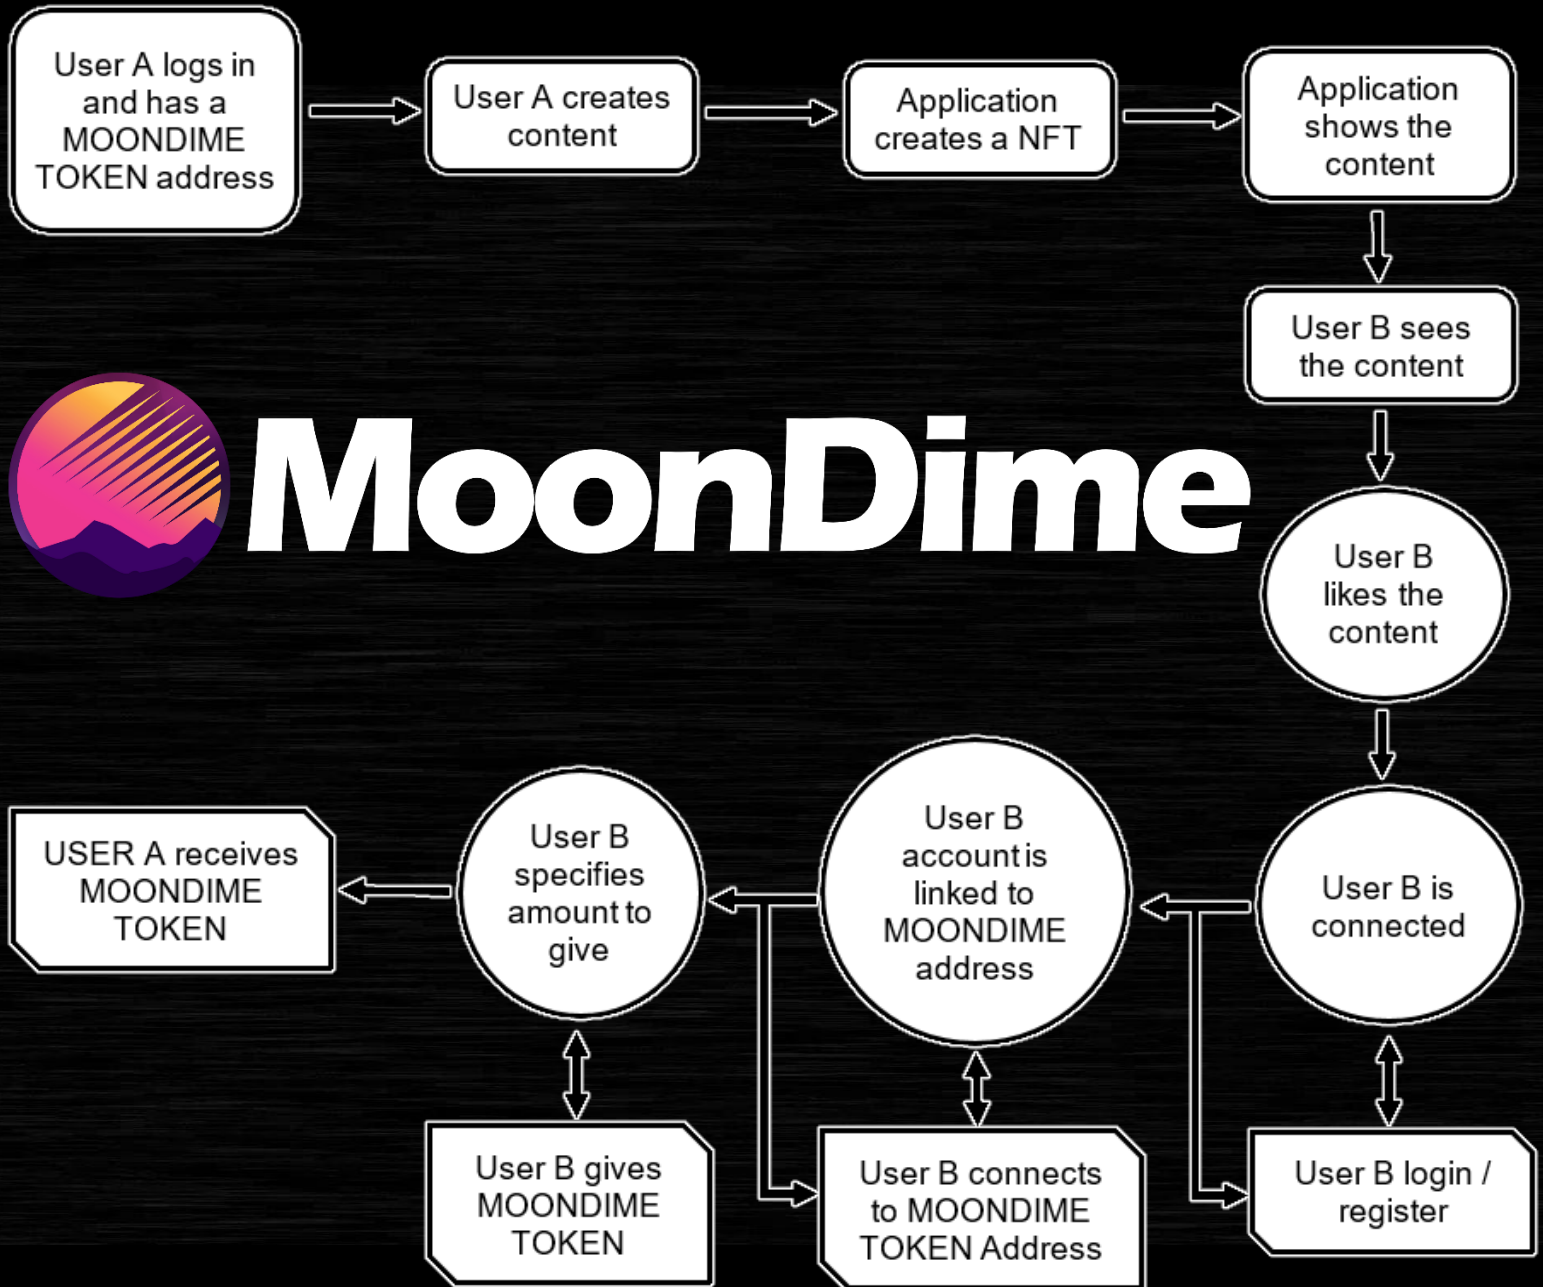 User A logs in
and has a
MOONDIME
TOKEN address
User A creates
content
Application
creates a NFT
Application
shows the
content
User B sees
the content
MoonDime
User B
likes the
content
User B is
connected
User B
account is
linked to
MOONDIME
address
User B
specifies
amount to
give
USER A receives
MOONDIME
TOKEN
User B gives
MOONDIME
TOKEN
User B connects
to MOONDIME
TOKEN Address
User B login /
register